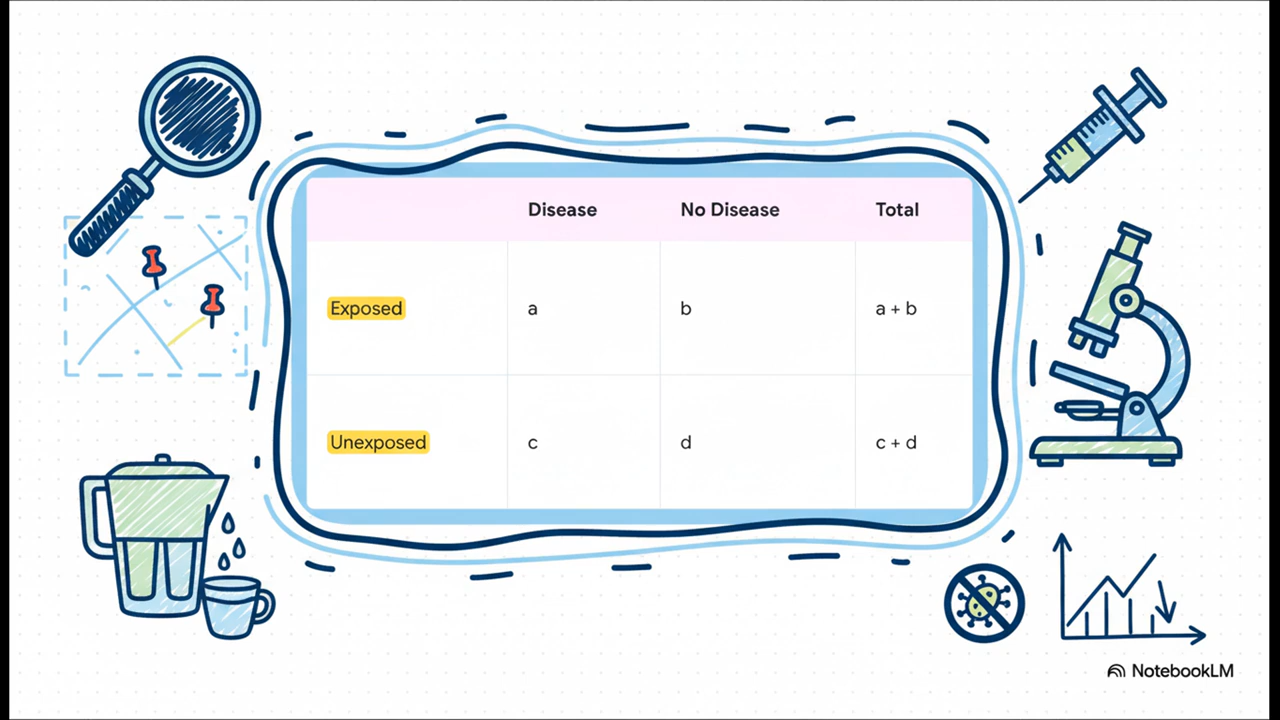 Disease No Disease Total
Exposed a b a + b
Unexposed c d c + d
NotebookLM